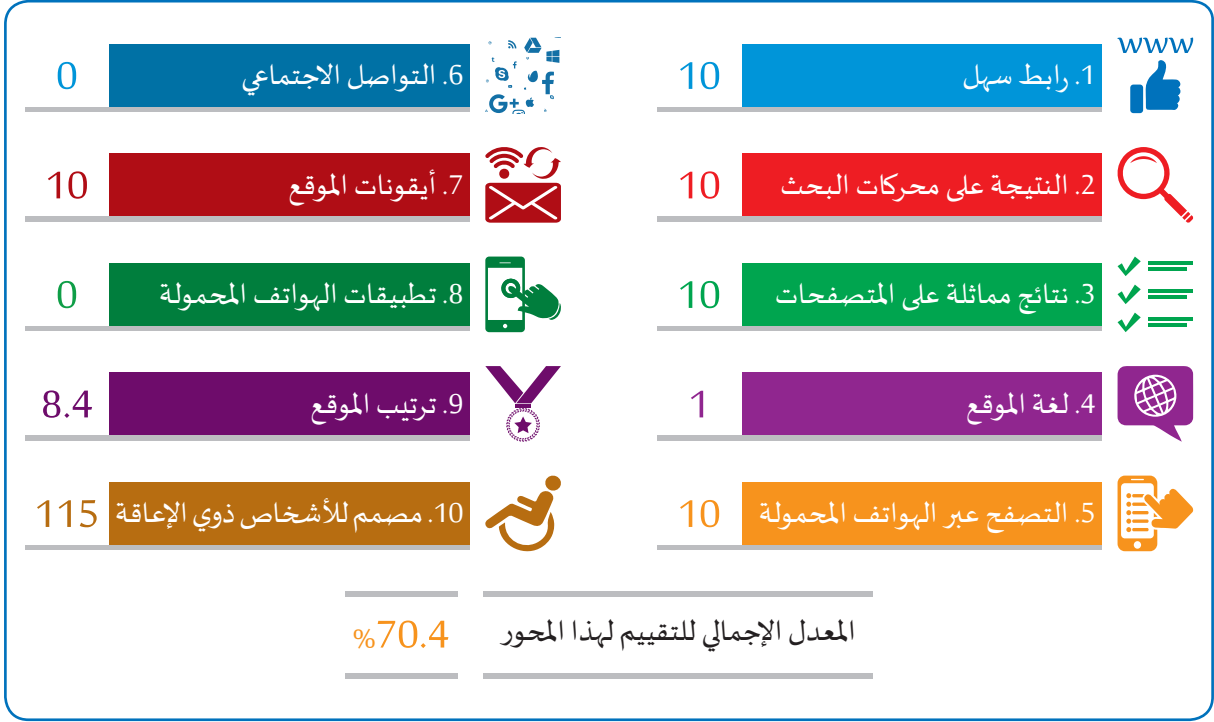 www
1. رابط سهل
10
2. النتيجة على محركات البحث
10
3. نتائج مماثلة على المتصفحات
10
4. لغة الموقع
1
5. التصفح عبر الهواتف المحمولة
10
6. التواصل الاجتماعي
0
7. أيقونات الموقع
10
8. تطبيقات الهواتف المحمولة
0
9. ترتيب الموقع
8.4
10. مصمم للأشخاص ذوي الإعاقة
115
المعدل الإجمالي للتقييم لهذا المحور
%70.4